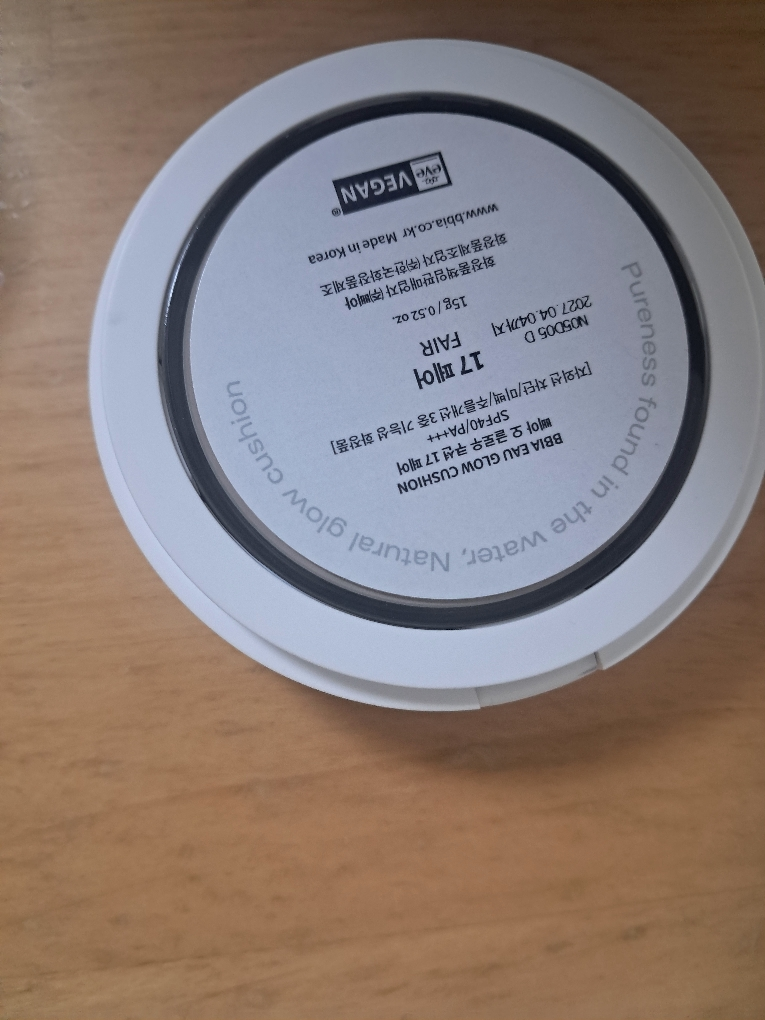 BBIA EAU GLOW CUSHION
삐아 오 글로우 쿠션 17 페어
SPF40/PA+++
[자외선 차단/미백/주름개선 3중 기능성 화장품]
17 페어
FAIR
N05D05 D
2027.04.04까지
15g / 0.52 oz.
화장품책임판매업자 ㈜삐아
화장품제조업자 ㈜한국화장품제조
www.bbia.co.kr Made in Korea
eve VEGAN®
Pureness found in the water, Natural glow cushion